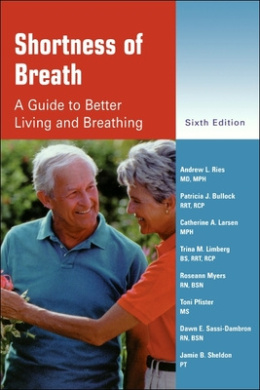 Shortness of
Breath
A Guide to Better
Living and Breathing
Sixth Edition
Andrew L. Ries
MD, MPH
Patricia J. Bullock
RRT, RCP
Catherine A. Larsen
MPH
Trina M. Limberg
BS, RRT, RCP
Roseann Myers
RN, BSN
Toni Pfister
MS
Dawn E. Sassi-Dambron
RN, BSN
Jamie B. Sheldon
PT